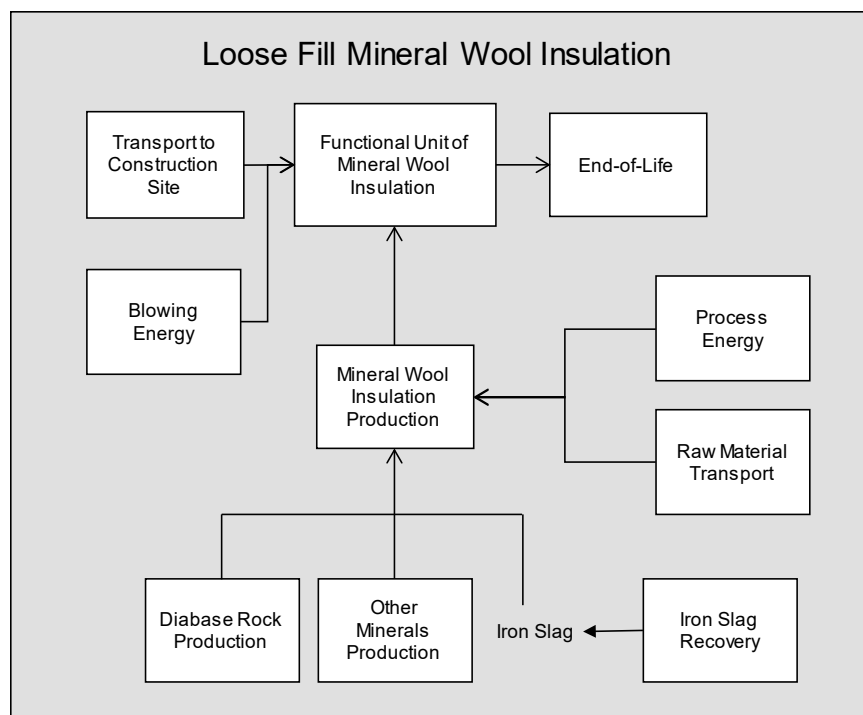 Loose Fill Mineral Wool Insulation
Transport to
Construction
Site
Functional Unit of
Mineral Wool
Insulation
End-of-Life
Blowing
Energy
Process
Energy
Mineral Wool
Insulation
Production
Raw Material
Transport
Diabase Rock
Production
Other
Minerals
Production
Iron Slag
Iron Slag
Recovery